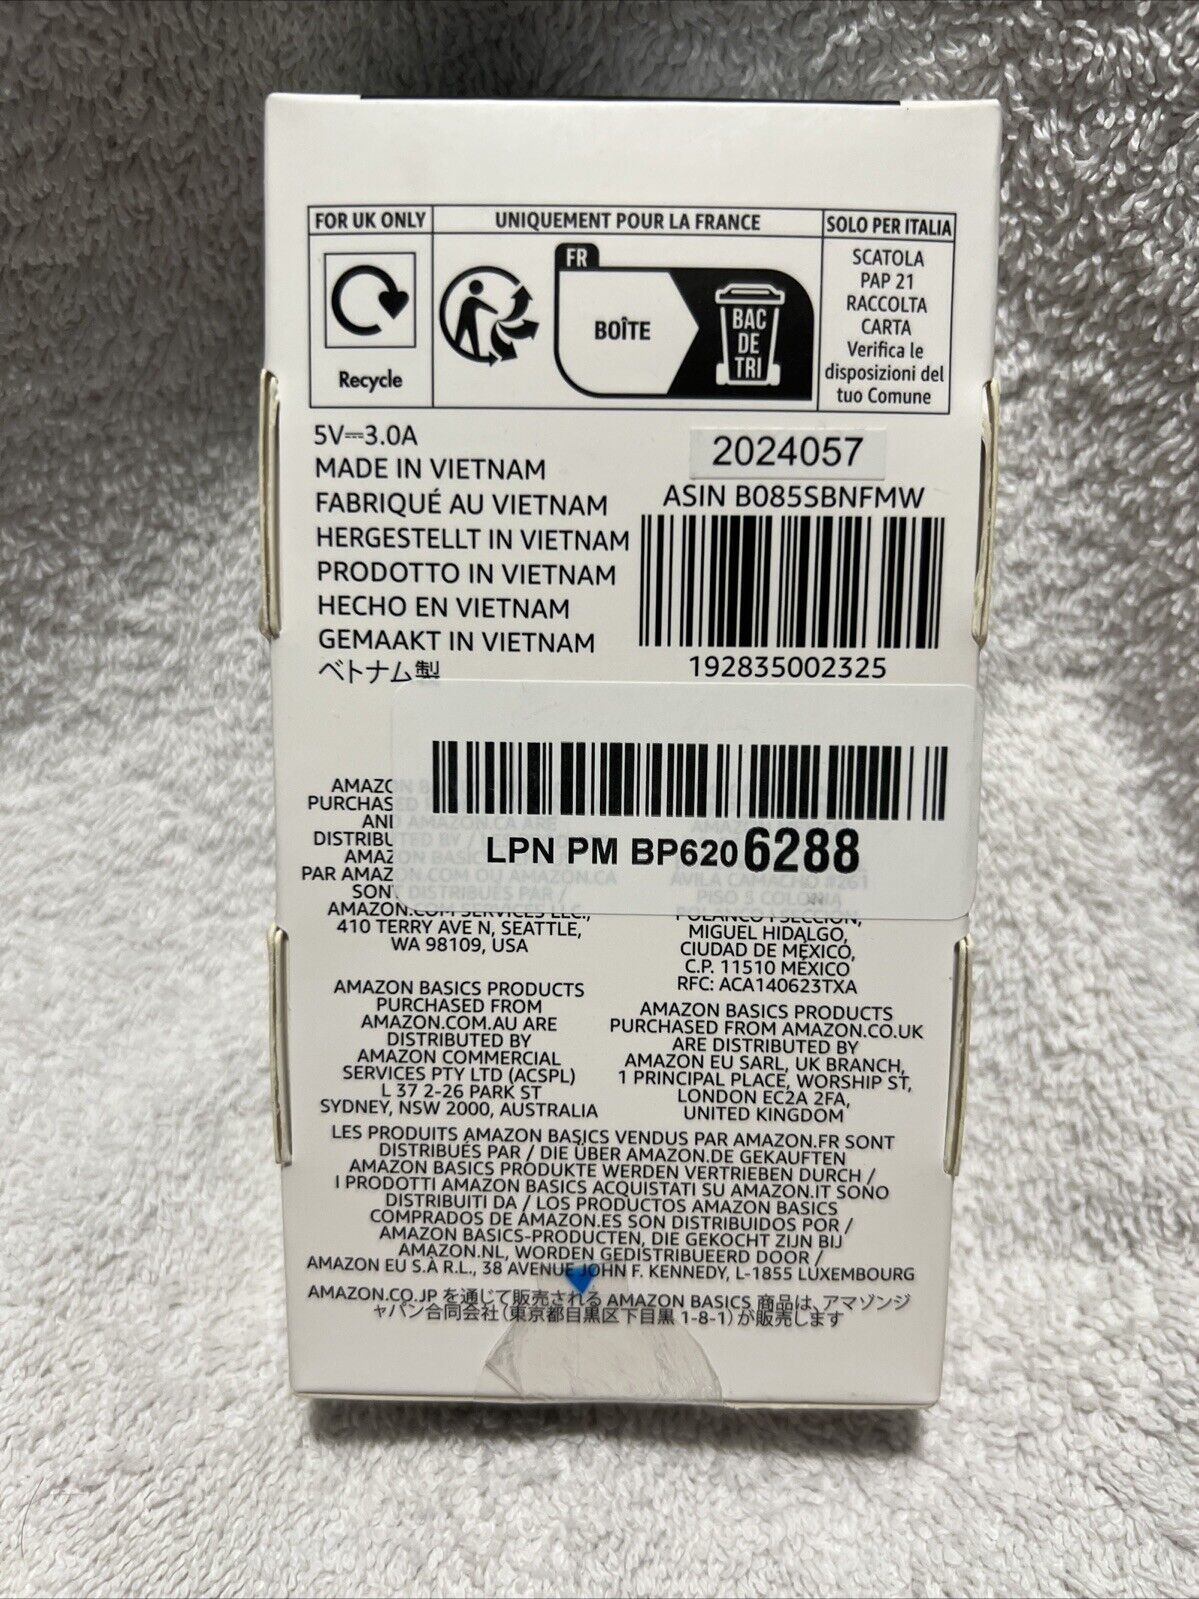 FOR UK ONLY
Recycle
UNIQUEMENT POUR LA FRANCE
FR
BOÎTE
BAC
DE
TRI
SOLO PER ITALIA
SCATOLA
PAP 21
RACCOLTA
CARTA
Verifica le
disposizioni del
tuo Comune
5V⎓3.0A
MADE IN VIETNAM
FABRIQUÉ AU VIETNAM
HERGESTELLT IN VIETNAM
PRODOTTO IN VIETNAM
HECHO EN VIETNAM
GEMAAKT IN VIETNAM
ベトナム製
2024057
ASIN B085SBNFMW
192835002325
LPN PM BP6206288
AMAZON.CA ARE
DISTRIBUTED BY /
AMAZON BASICS
PAR AMAZON.COM OU AMAZON.CA
SONT DISTRIBUÉS PAR /
AMAZON.COM SERVICES LLC.,
410 TERRY AVE N, SEATTLE,
WA 98109, USA
ÁVILA CAMACHO #261
PISO 5 COLONIA
POLANCO I SECCIÓN,
MIGUEL HIDALGO,
CIUDAD DE MÉXICO,
C.P. 11510 MÉXICO
RFC: ACA140623TXA
AMAZON BASICS PRODUCTS
PURCHASED FROM
AMAZON.COM.AU ARE
DISTRIBUTED BY
AMAZON COMMERCIAL
SERVICES PTY LTD (ACSPL)
L 37 2-26 PARK ST
SYDNEY, NSW 2000, AUSTRALIA
AMAZON BASICS PRODUCTS
PURCHASED FROM AMAZON.CO.UK
ARE DISTRIBUTED BY
AMAZON EU SARL, UK BRANCH,
1 PRINCIPAL PLACE, WORSHIP ST,
LONDON EC2A 2FA,
UNITED KINGDOM
LES PRODUITS AMAZON BASICS VENDUS PAR AMAZON.FR SONT
DISTRIBUÉS PAR / DIE ÜBER AMAZON.DE GEKAUFTEN
AMAZON BASICS PRODUKTE WERDEN VERTRIEBEN DURCH /
I PRODOTTI AMAZON BASICS ACQUISTATI SU AMAZON.IT SONO
DISTRIBUITI DA / LOS PRODUCTOS AMAZON BASICS
COMPRADOS DE AMAZON.ES SON DISTRIBUIDOS POR /
AMAZON BASICS-PRODUCTEN, DIE GEKOCHT ZIJN BIJ
AMAZON.NL, WORDEN GEDISTRIBUEERD DOOR /
AMAZON EU S.À R.L., 38 AVENUE JOHN F. KENNEDY, L-1855 LUXEMBOURG
AMAZON.CO.JP を通じて販売される AMAZON BASICS 商品は、アマゾンジ
ャパン合同会社（東京都目黒区下目黒 1-8-1）が販売します